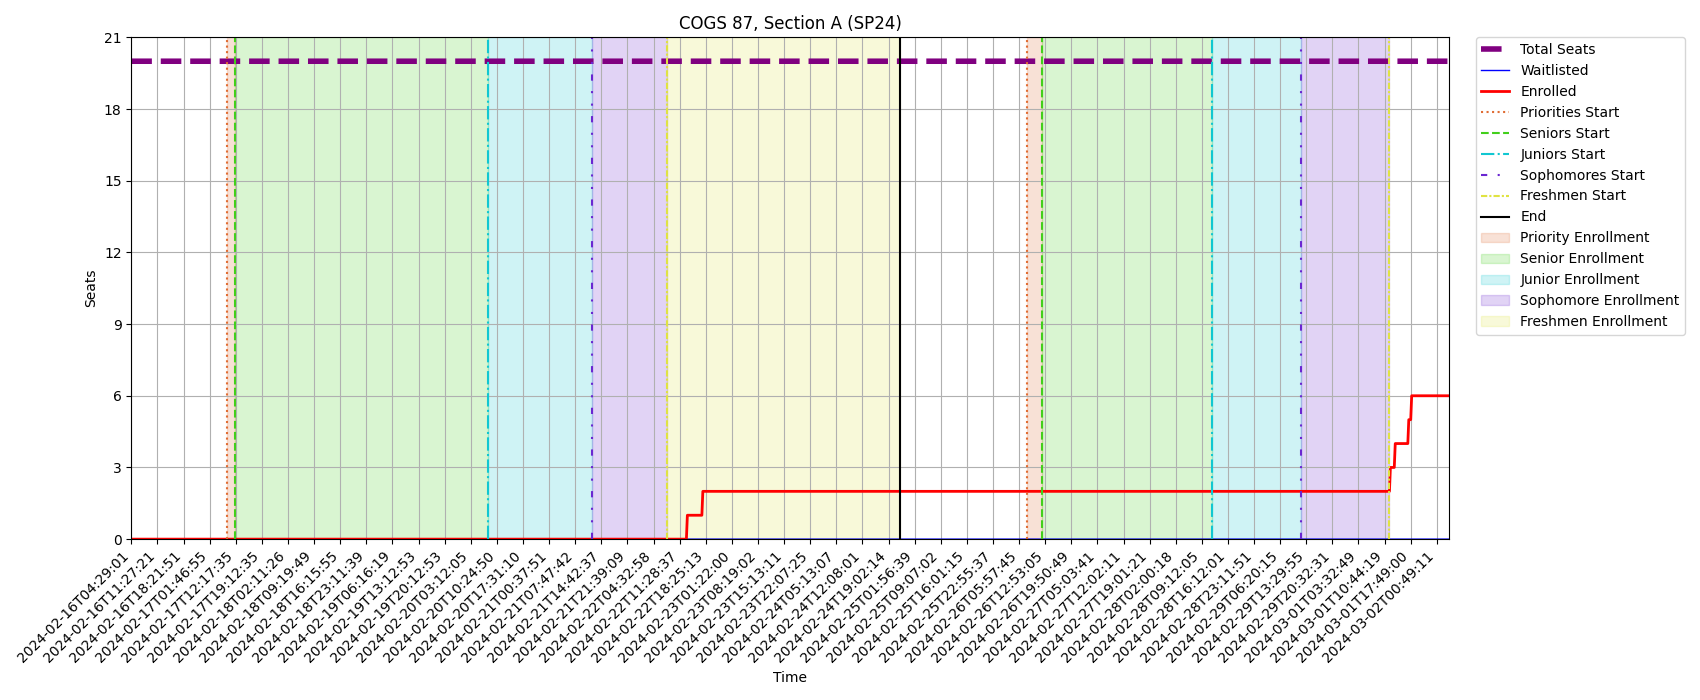 COGS 87, Section A (SP24)
21
18
15
12
9
6
3
0
Seats
2024-02-16T04:29:01
2024-02-16T11:27:21
2024-02-16T18:21:51
2024-02-17T01:46:55
2024-02-17T12:17:35
2024-02-17T19:12:35
2024-02-18T02:11:26
2024-02-18T09:19:49
2024-02-18T16:15:55
2024-02-18T23:11:39
2024-02-19T06:16:19
2024-02-19T13:12:53
2024-02-19T20:12:53
2024-02-20T03:12:05
2024-02-20T10:24:50
2024-02-20T17:31:10
2024-02-21T00:37:51
2024-02-21T07:47:42
2024-02-21T14:42:37
2024-02-21T21:39:09
2024-02-22T04:32:58
2024-02-22T11:28:37
2024-02-22T18:25:13
2024-02-23T01:22:00
2024-02-23T08:19:02
2024-02-23T15:13:11
2024-02-23T22:07:25
2024-02-24T05:13:07
2024-02-24T12:08:01
2024-02-24T19:02:14
2024-02-25T01:56:39
2024-02-25T09:07:02
2024-02-25T16:01:15
2024-02-25T22:55:37
2024-02-26T05:57:45
2024-02-26T12:53:05
2024-02-26T19:50:49
2024-02-27T05:03:41
2024-02-27T12:02:11
2024-02-27T19:01:21
2024-02-28T02:00:18
2024-02-28T09:12:05
2024-02-28T16:12:01
2024-02-28T23:11:51
2024-02-29T06:20:15
2024-02-29T13:29:55
2024-02-29T20:32:31
2024-03-01T03:32:49
2024-03-01T10:44:19
2024-03-01T17:49:00
2024-03-02T00:49:11
Time
Total Seats
Waitlisted
Enrolled
Priorities Start
Seniors Start
Juniors Start
Sophomores Start
Freshmen Start
End
Priority Enrollment
Senior Enrollment
Junior Enrollment
Sophomore Enrollment
Freshmen Enrollment